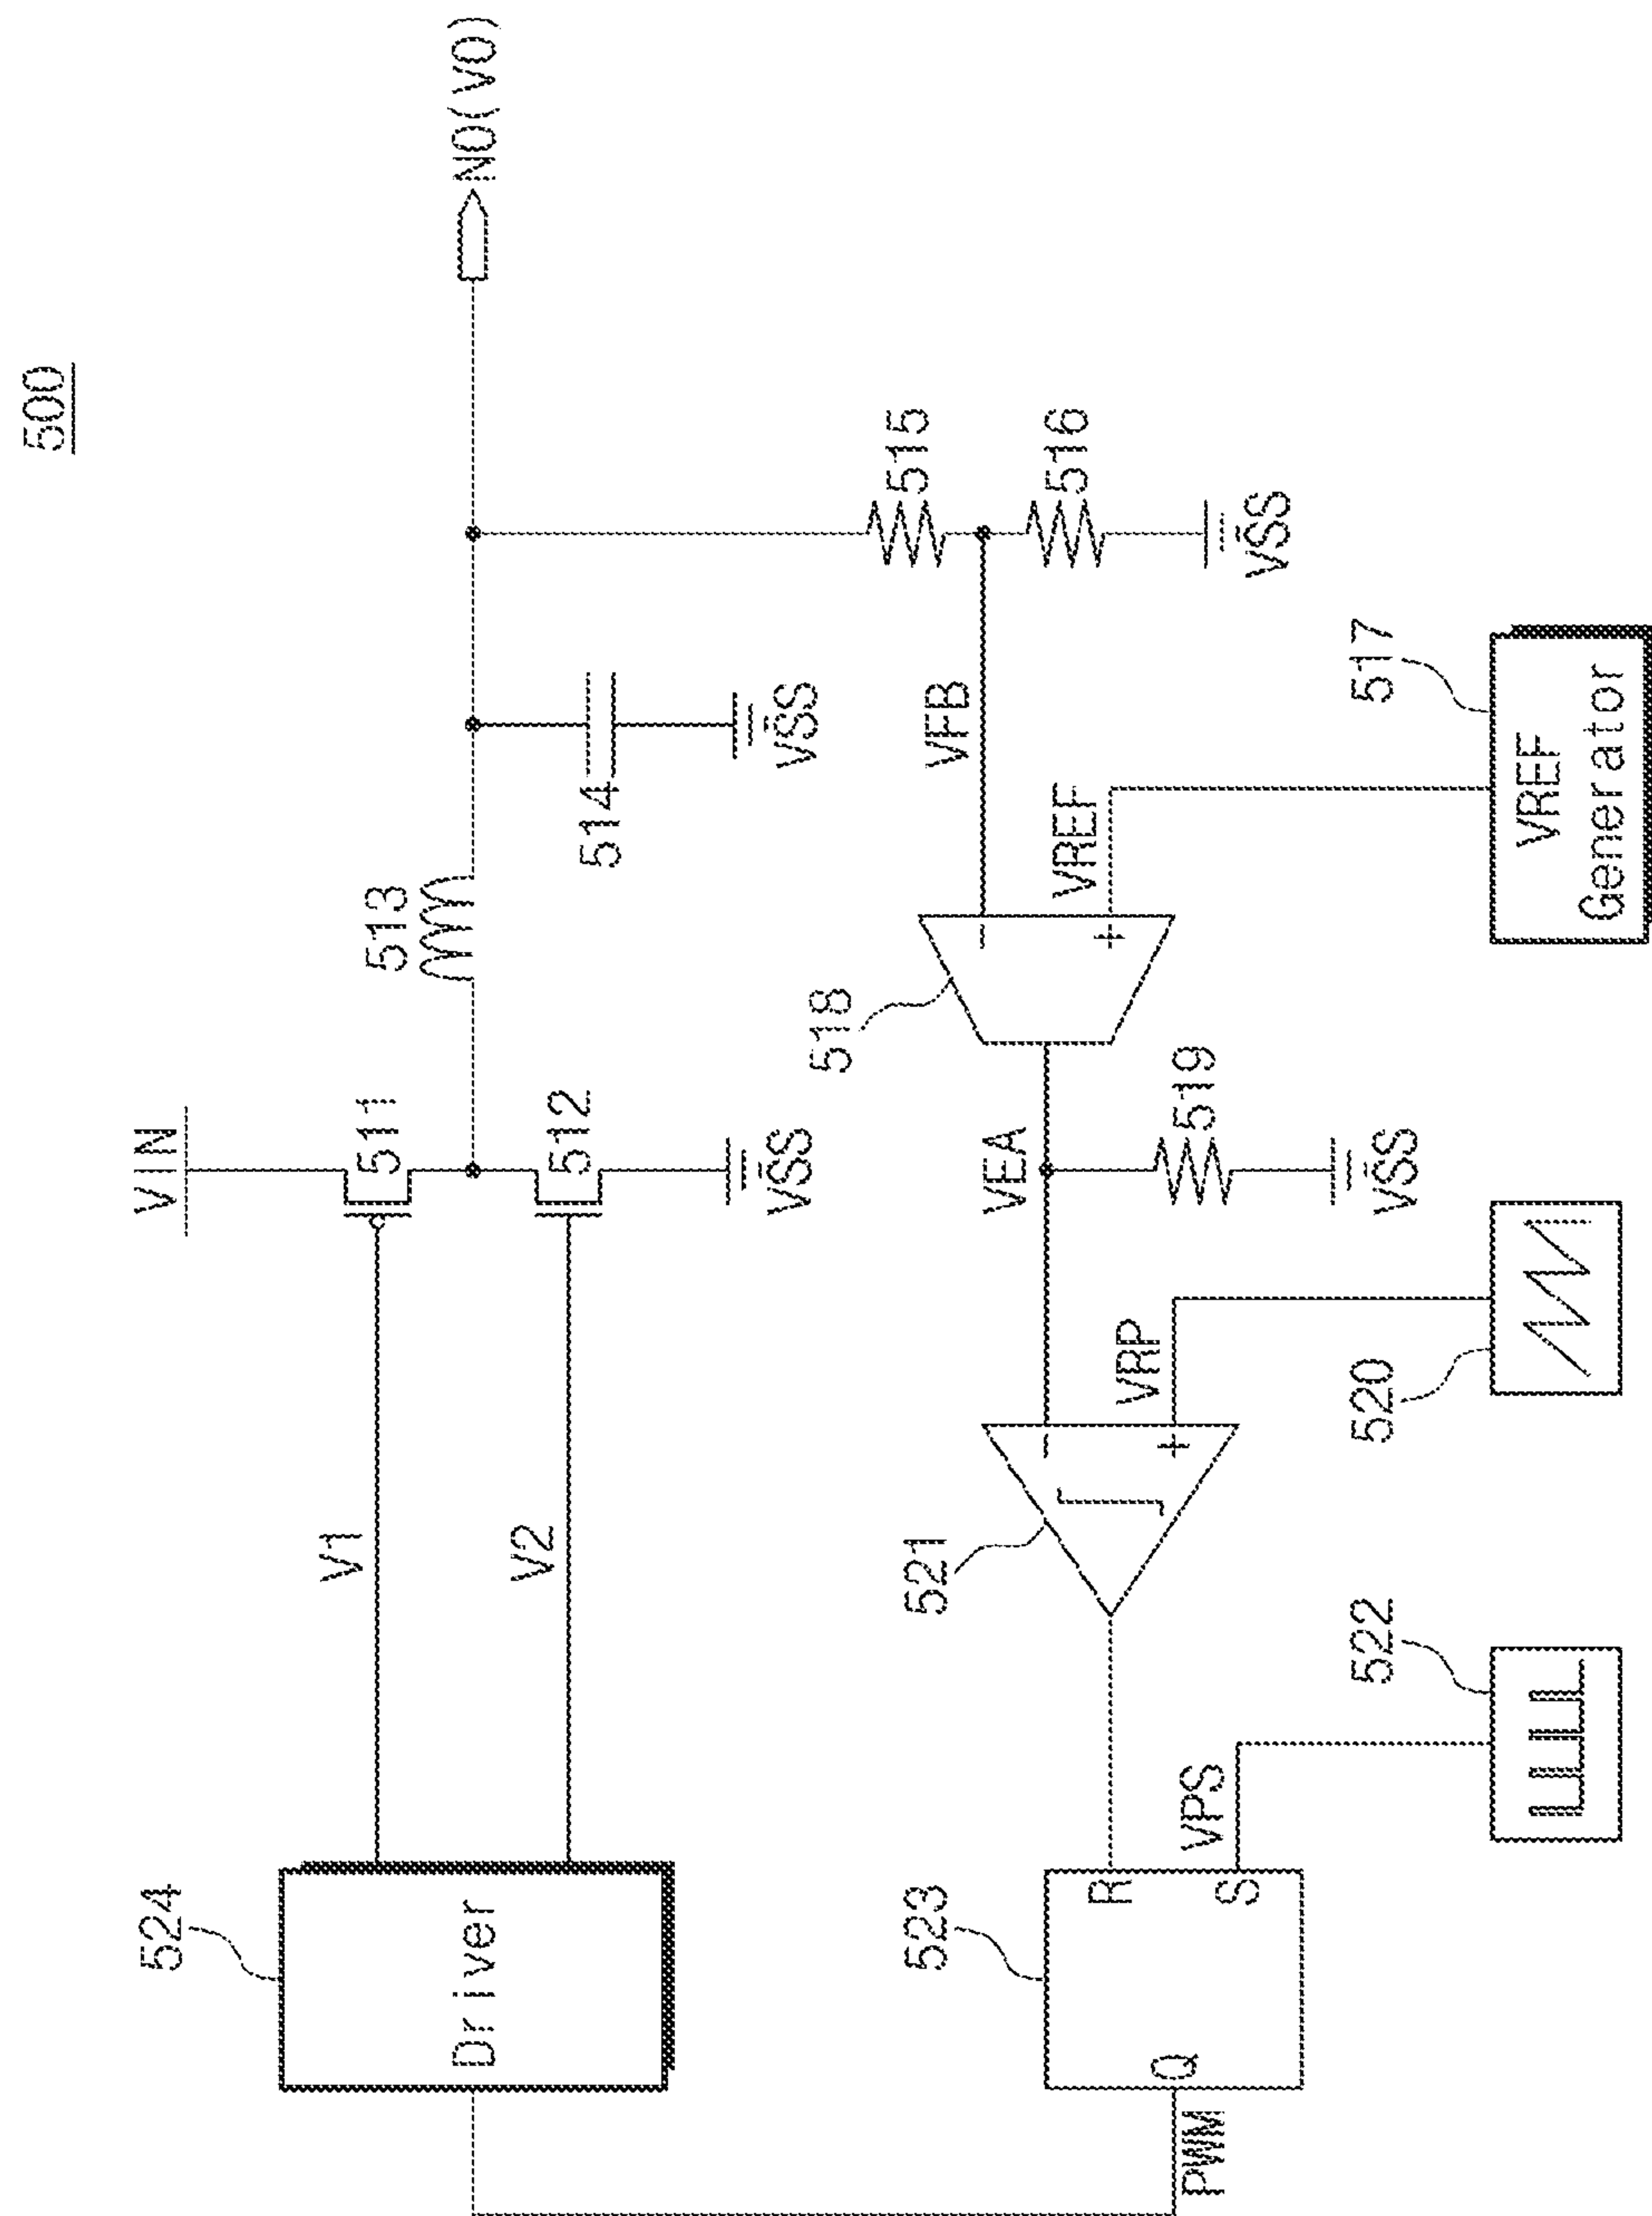 500
VIN
524
V1
511
513
NO(VO)
Driver
V2
512
514
VSS
VSS
518
VFB
515
523
521
VEA
VREF
516
R
-
-
PWM
Q
VPS
VRP
519
+
S
+
VSS
VSS
522
520
517
VREF
Generator